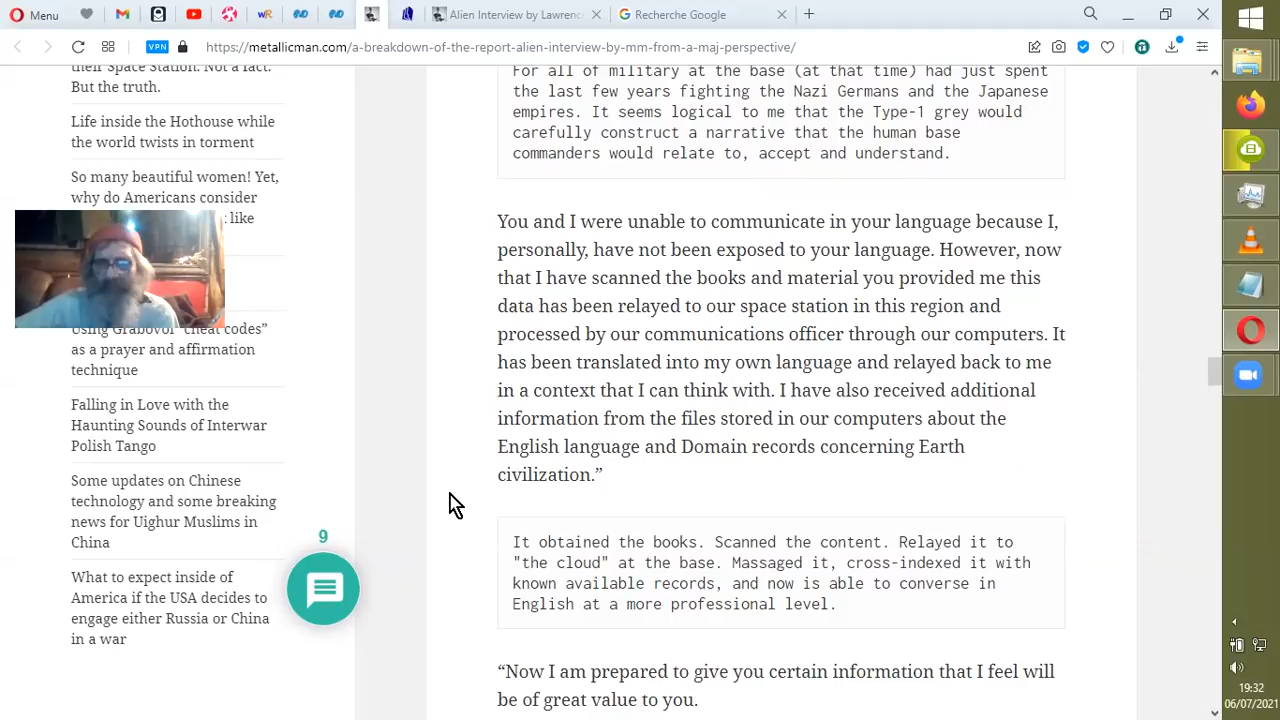 Menu
Alien Interview by Lawrenc
Recherche Google
VPN
https://metallicman.com/a-breakdown-of-the-report-alien-interview-by-mm-from-a-maj-perspective/
their Space Station. Not a fact.
But the truth.
Life inside the Hothouse while
the world twists in torment
So many beautiful women! Yet,
why do Americans consider
like
Using Grabovoi “cheat codes”
as a prayer and affirmation
technique
Falling in Love with the
Haunting Sounds of Interwar
Polish Tango
Some updates on Chinese
technology and some breaking
news for Uighur Muslims in
China
What to expect inside of
America if the USA decides to
engage either Russia or China
in a war
9
For all of military at the base (at that time) had just spent
the last few years fighting the Nazi Germans and the Japanese
empires. It seems logical to me that the Type-1 grey would
carefully construct a narrative that the human base
commanders would relate to, accept and understand.
You and I were unable to communicate in your language because I,
personally, have not been exposed to your language. However, now
that I have scanned the books and material you provided me this
data has been relayed to our space station in this region and
processed by our communications officer through our computers. It
has been translated into my own language and relayed back to me
in a context that I can think with. I have also received additional
information from the files stored in our computers about the
English language and Domain records concerning Earth
civilization.”
It obtained the books. Scanned the content. Relayed it to
"the cloud" at the base. Massaged it, cross-indexed it with
known available records, and now is able to converse in
English at a more professional level.
“Now I am prepared to give you certain information that I feel will
be of great value to you.
19:32
06/07/2021